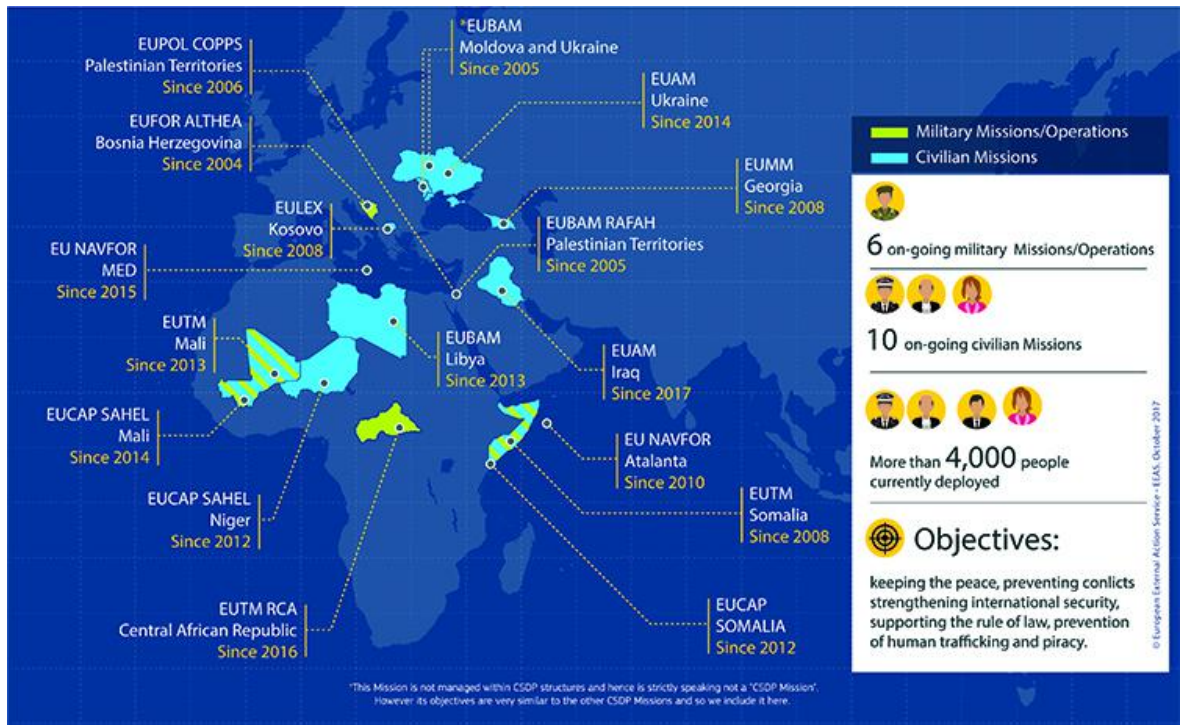 *EUBAM
Moldova and Ukraine
Since 2005
EUPOL COPPS
Palestinian Territories
Since 2006
EUAM
Ukraine
Since 2014
EUFOR ALTHEA
Bosnia Herzegovina
Since 2004
EUMM
Georgia
Since 2008
EULEX
Kosovo
Since 2008
EUBAM RAFAH
Palestinian Territories
Since 2005
EU NAVFOR
MED
Since 2015
EUTM
Mali
Since 2013
EUBAM
Libya
Since 2013
EUAM
Iraq
Since 2017
EUCAP SAHEL
Mali
Since 2014
EU NAVFOR
Atalanta
Since 2010
EUCAP SAHEL
Niger
Since 2012
EUTM
Somalia
Since 2008
EUTM RCA
Central African Republic
Since 2016
EUCAP
SOMALIA
Since 2012
*This Mission is not managed within CSDP structures and hence is strictly speaking not a "CSDP Mission".
However its objectives are very similar to the other CSDP Missions and so we include it here.
Military Missions/Operations
Civilian Missions
6 on-going military Missions/Operations
10 on-going civilian Missions
More than 4,000 people
currently deployed
Objectives:
keeping the peace, preventing conlicts
strengthening international security,
supporting the rule of law, prevention
of human trafficking and piracy.
© European External Action Service - EEAS. October 2017